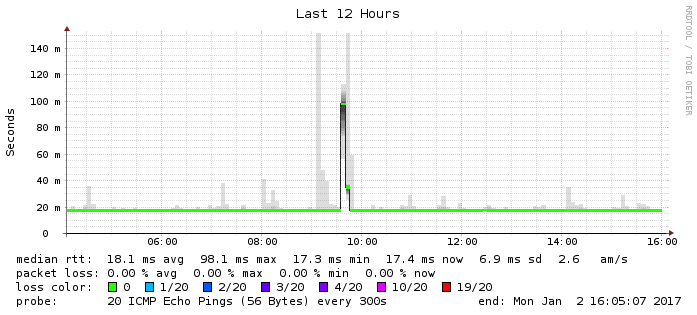 Last 12 Hours
RRDTOOL / TOBI OETIKER
Seconds
140 m
120 m
100 m
80 m
60 m
40 m
20 m
0
06:00 08:00 10:00 12:00 14:00 16:00
median rtt: 18.1 ms avg 98.1 ms max 17.3 ms min 17.4 ms now 6.9 ms sd 2.6 am/s
packet loss: 0.00 % avg 0.00 % max 0.00 % min 0.00 % now
loss color: 0 1/20 2/20 3/20 4/20 10/20 19/20
probe: 20 ICMP Echo Pings (56 Bytes) every 300s end: Mon Jan 2 16:05:07 2017